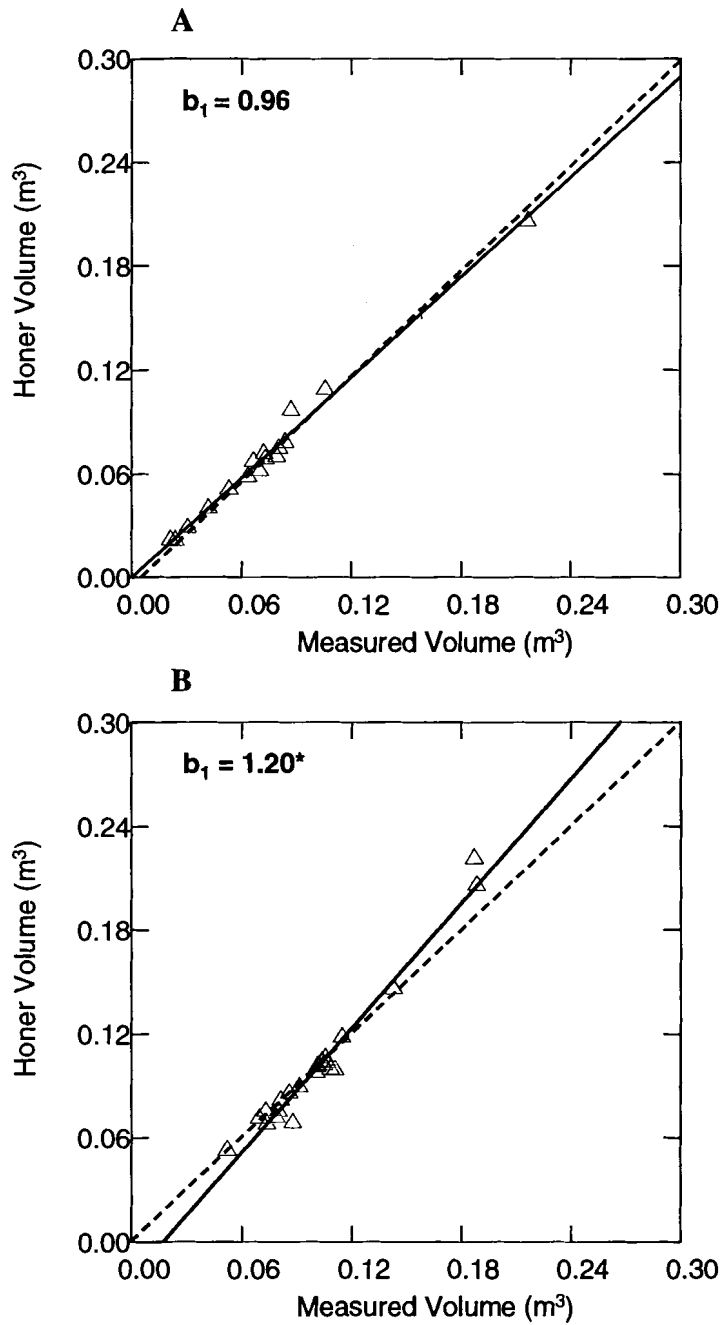 A
b₁ = 0.96
Honer Volume (m³)
0.30
0.24
0.18
0.12
0.06
0.00
0.00 0.06 0.12 0.18 0.24 0.30
Measured Volume (m³)
B
b₁ = 1.20*
Honer Volume (m³)
0.30
0.24
0.18
0.12
0.06
0.00
0.00 0.06 0.12 0.18 0.24 0.30
Measured Volume (m³)